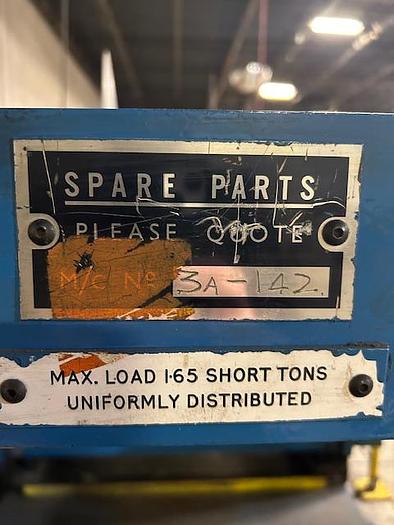 SPARE PARTS
PLEASE QUOTE
M/C Nº 3A-142
MAX. LOAD 1·65 SHORT TONS
UNIFORMLY DISTRIBUTED